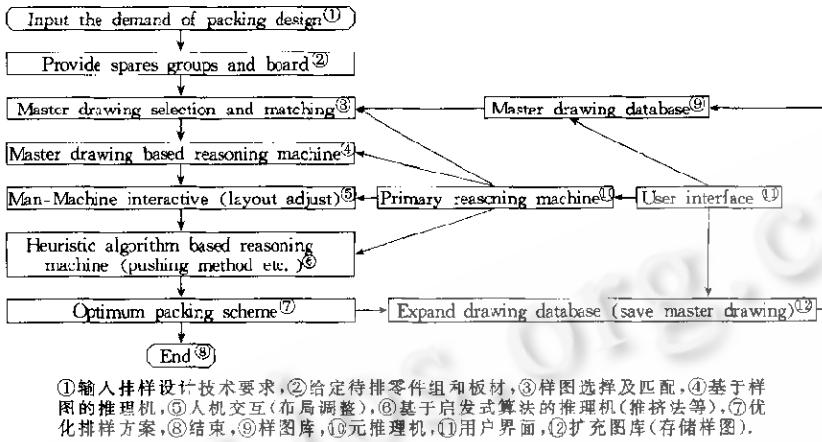 Input the demand of packing design①
Provide spares groups and board②
Master drawing selection and matching③
Master drawing database⑨
Master drawing based reasoning machine④
Man-Machine interactive (layout adjust)⑤
Primary reasoning machine⑩
User interface⑪
Heuristic algorithm based reasoning
machine (pushing method etc.)⑥
Optimum packing scheme⑦
Expand drawing database (save master drawing)⑫
End⑧
①输入排样设计技术要求,②给定待排零件组和板材,③样图选择及匹配,④基于样
图的推理机,⑤人机交互(布局调整),⑥基于启发式算法的推理机(推挤法等),⑦优
化排样方案,⑧结束,⑨样图库,⑩元推理机,⑪用户界面,⑫扩充图库(存储样图).